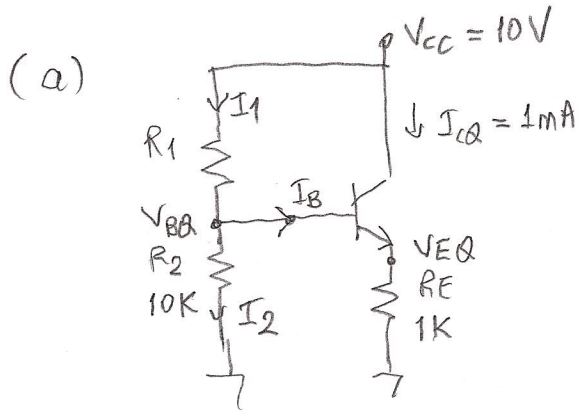 (a)
VCC = 10V
I1
↓ ICQ = 1mA
R1
IB
VBQ
R2
10K
I2
VEQ
RE
1K